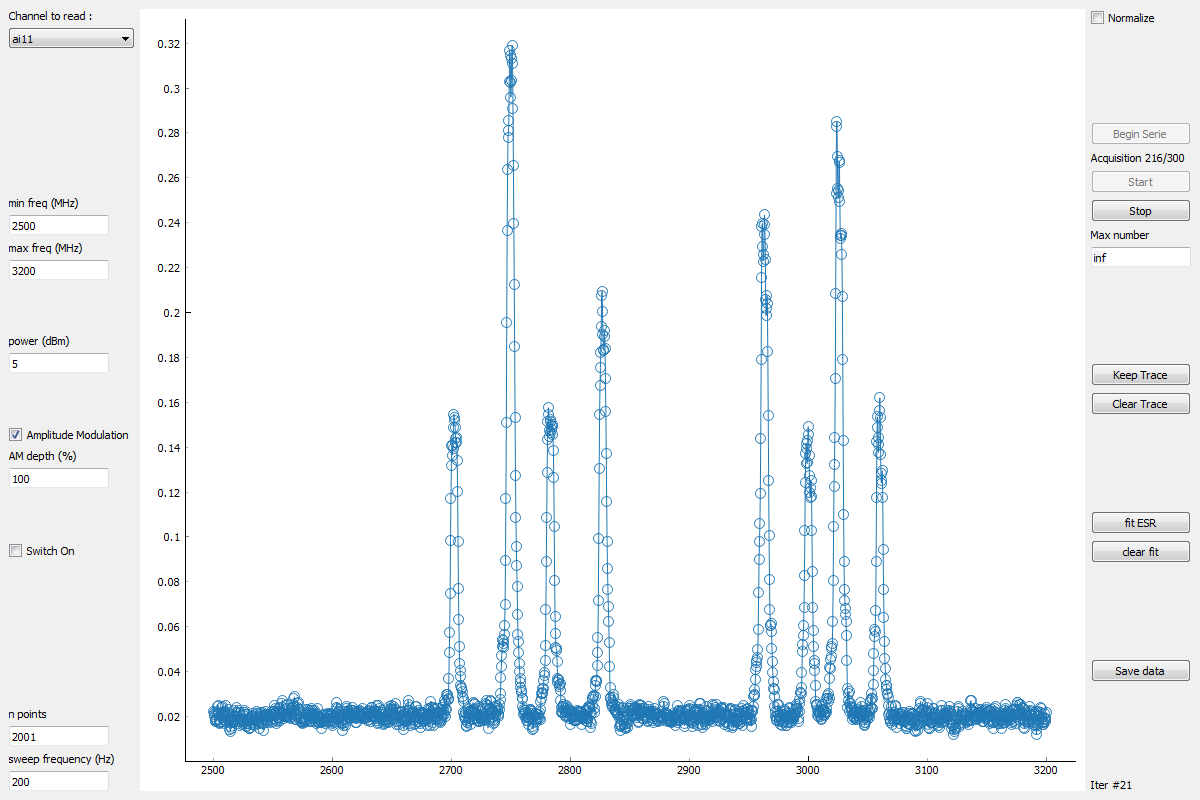 Channel to read :
ai11
min freq (MHz)
2500
max freq (MHz)
3200
power (dBm)
5
Amplitude Modulation
AM depth (%)
100
Switch On
n points
2001
sweep frequency (Hz)
200
0.32
0.3
0.28
0.26
0.24
0.22
0.2
0.18
0.16
0.14
0.12
0.1
0.08
0.06
0.04
0.02
2500 2600 2700 2800 2900 3000 3100 3200
Normalize
Begin Serie
Acquisition 216/300
Start
Stop
Max number
inf
Keep Trace
Clear Trace
fit ESR
clear fit
Save data
Iter #21